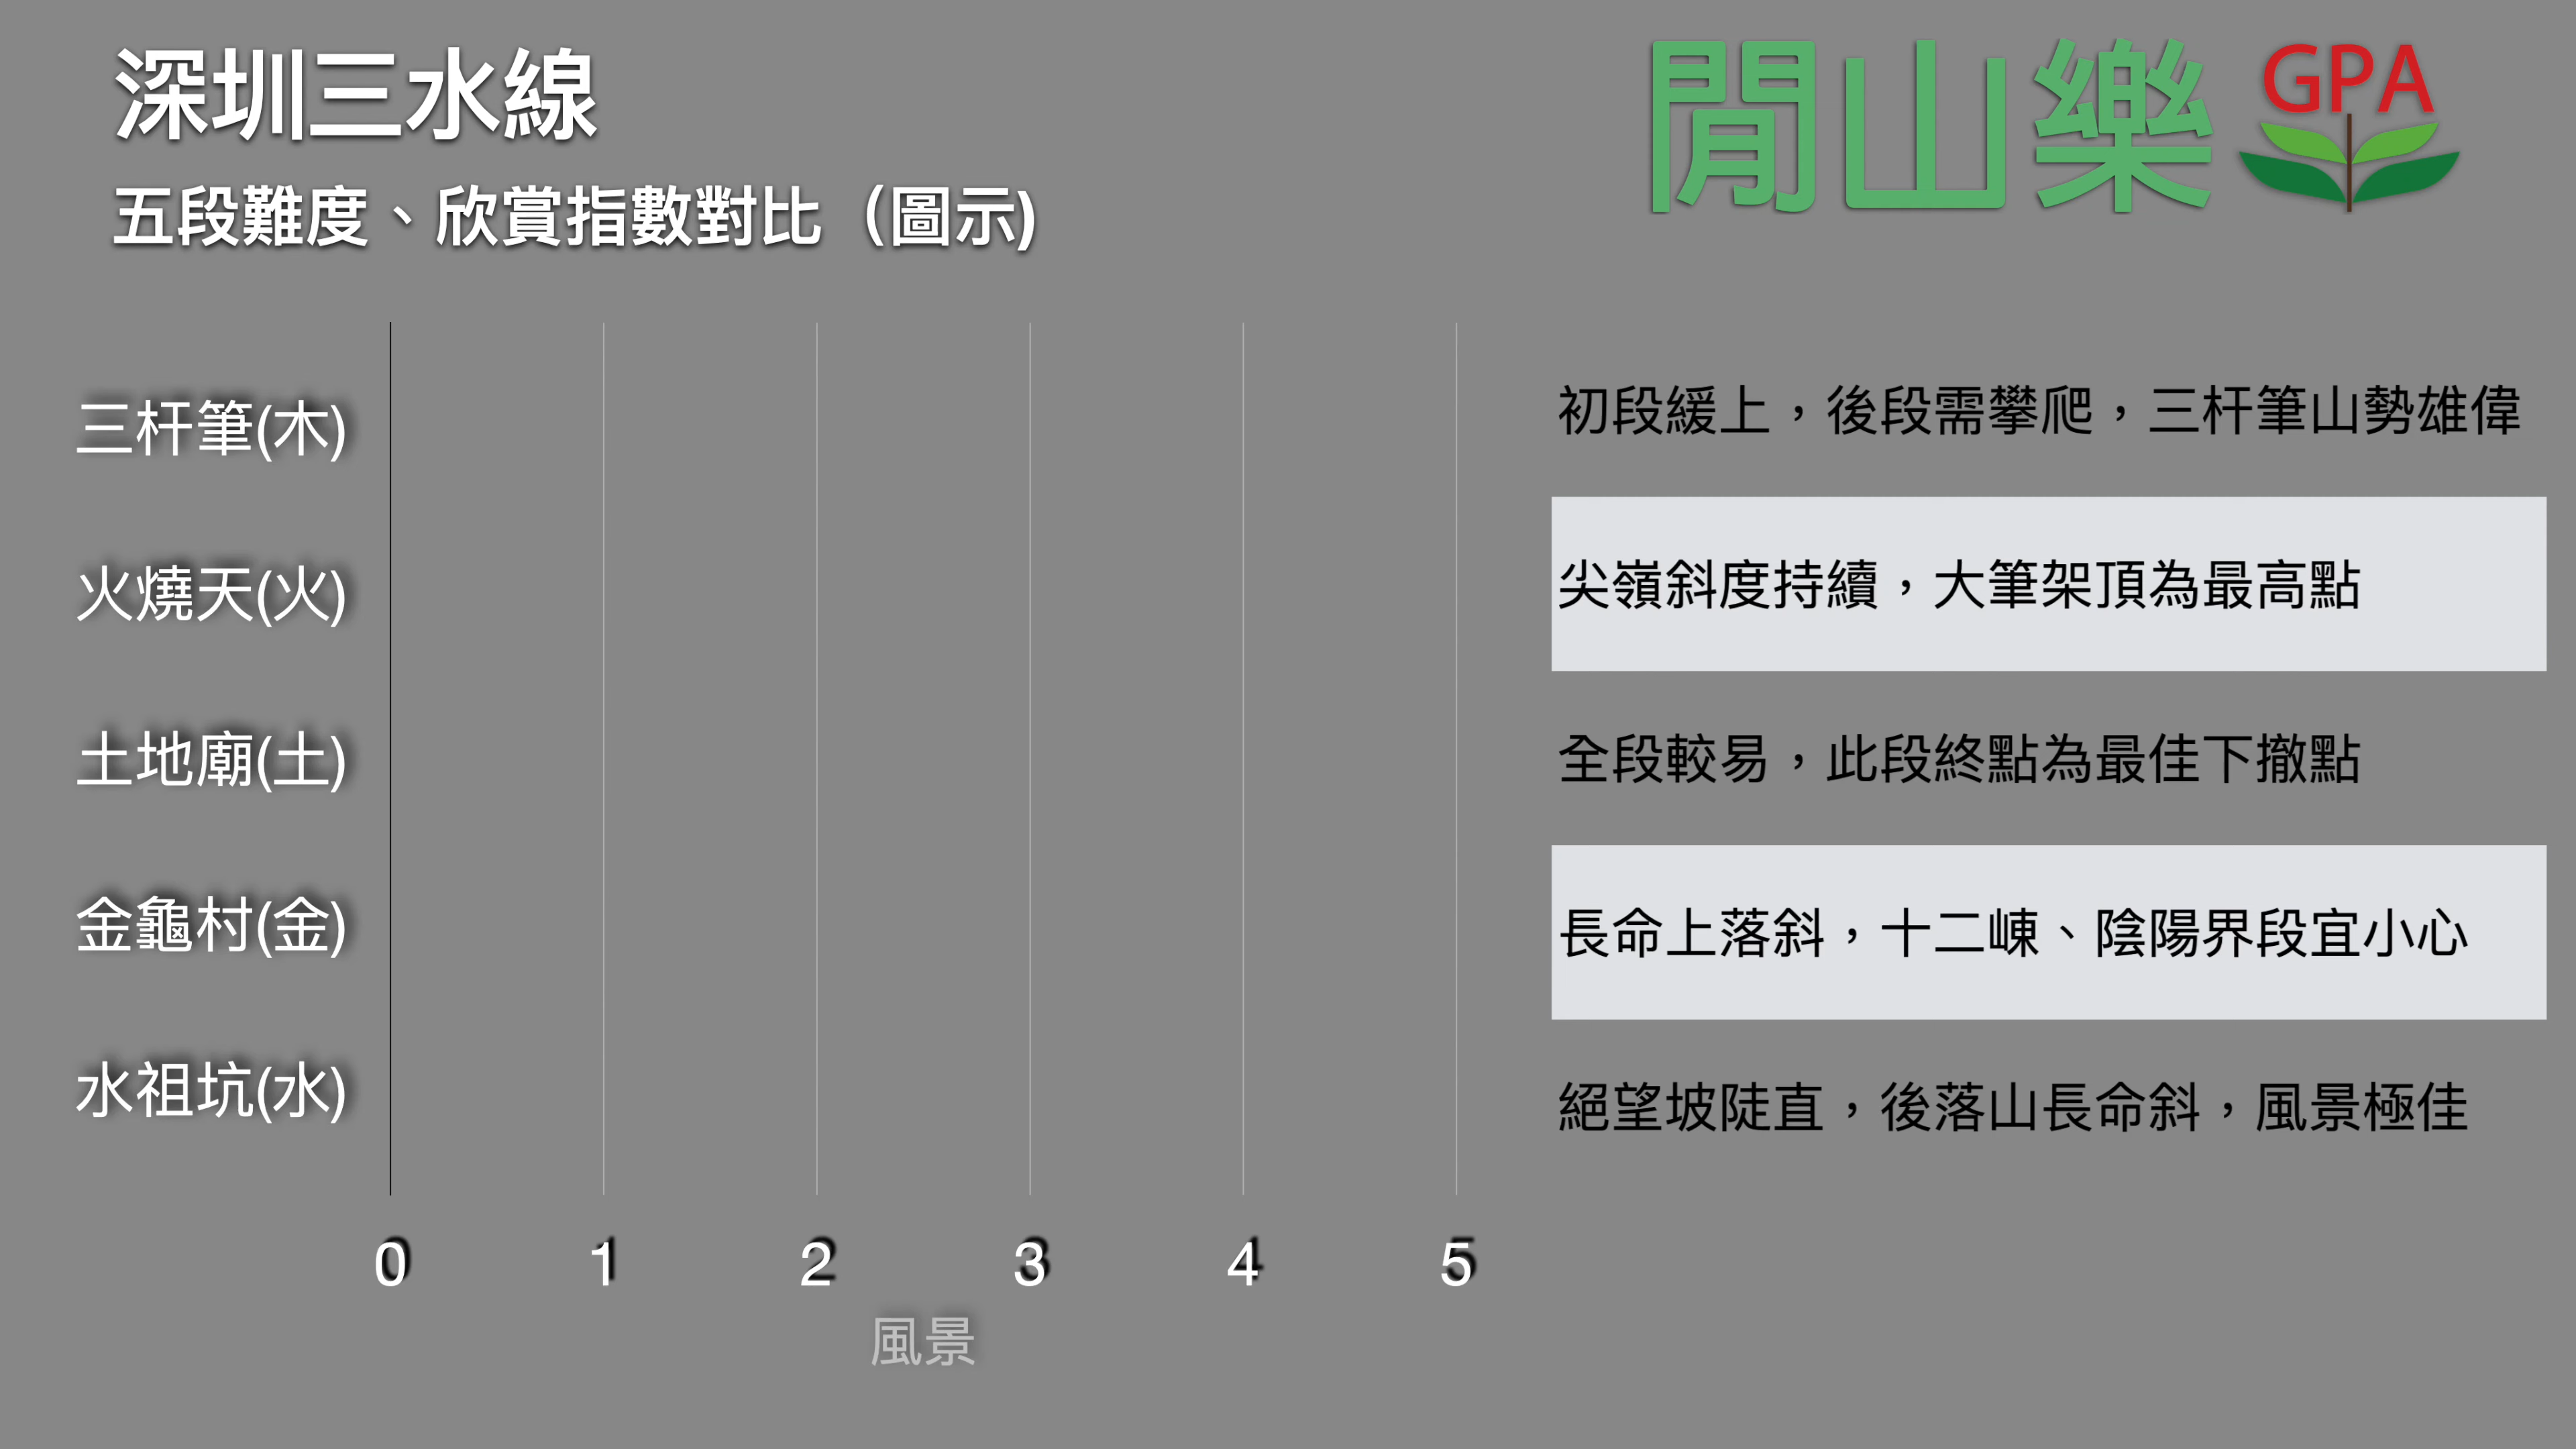 深圳三水線
五段難度、欣賞指數對比（圖示)
閒山樂
GPA
三杆筆(木) 初段緩上，後段需攀爬，三杆筆山勢雄偉
火燒天(火) 尖嶺斜度持續，大筆架頂為最高點
土地廟(土) 全段較易，此段終點為最佳下撤點
金龜村(金) 長命上落斜，十二崠、陰陽界段宜小心
水祖坑(水) 絕望坡陡直，後落山長命斜，風景極佳
0 1 2 3 4 5
風景